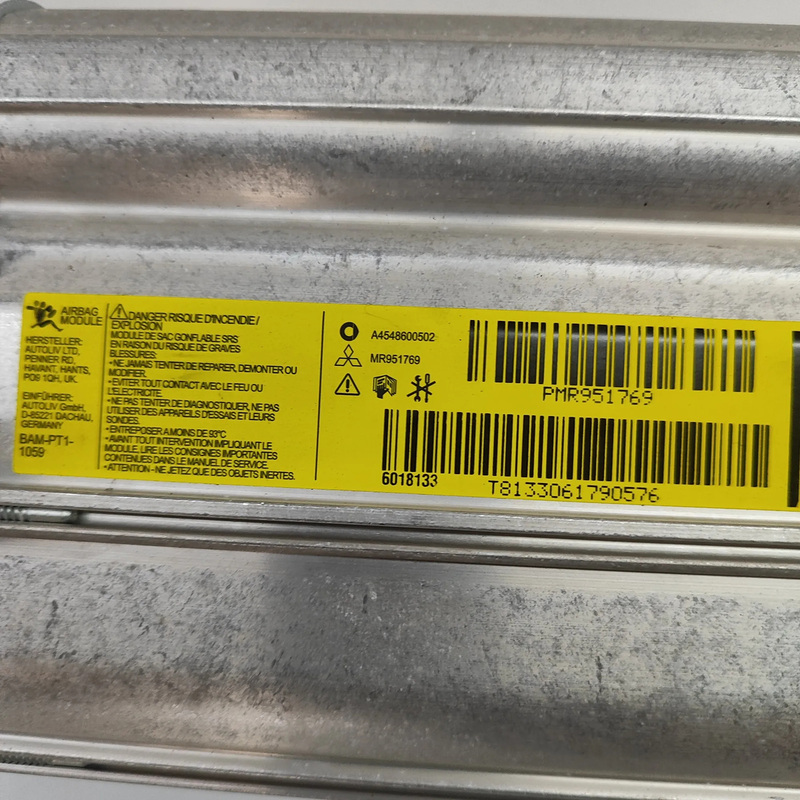 AIRBAG
MODULE
HERSTELLER:
AUTOLIV LTD,
PENNER RD,
HAVANT, HANTS,
PO6 1QH, UK.
EINFÜHRER:
AUTOLIV GmbH,
D-85221 DACHAU,
GERMANY
BAM-PT1-
1059
DANGER RISQUE D'INCENDIE /
EXPLOSION
MODULE DE SAC GONFLABLE SRS
EN RAISON DU RISQUE DE GRAVES
BLESSURES:
• NE JAMAIS TENTER DE REPARER, DEMONTER OU
MODIFIER.
• EVITER TOUT CONTACT AVEC LE FEU OU
L'ELECTRICITE.
• NE PAS TENTER DE DIAGNOSTIQUER, NE PAS
UTILISER DES APPAREILS D'ESSAIS ET LEURS
SONDES.
• ENTREPOSER A MOINS DE 93°C
• AVANT TOUT INTERVENTION IMPLIQUANT LE
MODULE, LIRE LES CONSIGNES IMPORTANTES
CONTENUES DANS LE MANUEL DE SERVICE.
• ATTENTION - NE JETEZ QUE DES OBJETS INERTES.
A4548600502
MR951769
PMR951769
6018133
T8133061790576